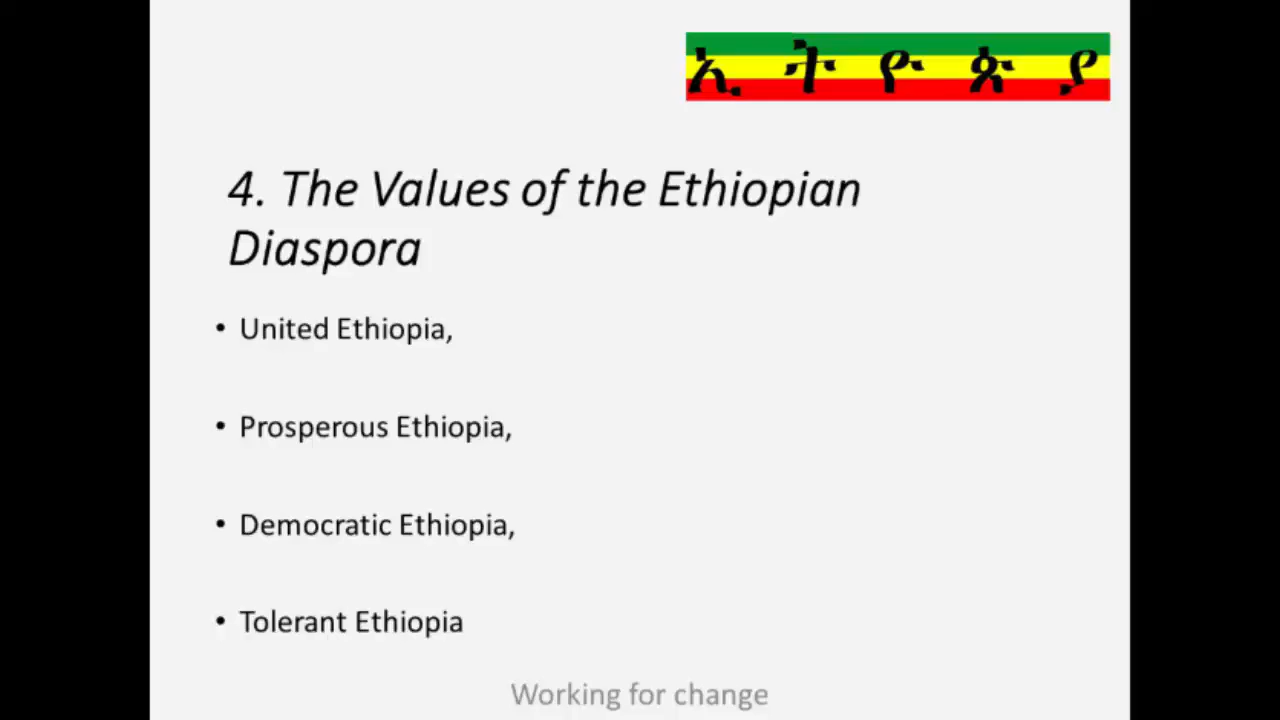 ኢትዮጵያ
4. The Values of the Ethiopian
Diaspora
• United Ethiopia,
• Prosperous Ethiopia,
• Democratic Ethiopia,
• Tolerant Ethiopia
Working for change